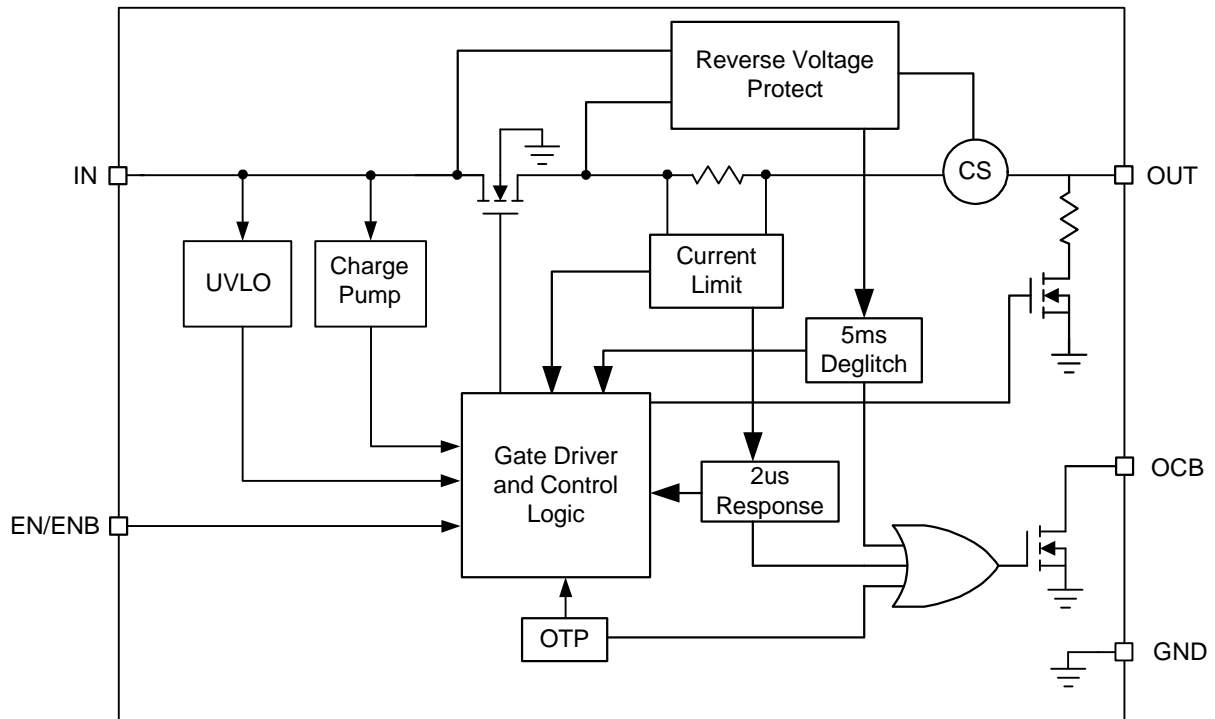 Reverse Voltage
Protect
IN
CS
OUT
UVLO
Charge
Pump
Current
Limit
5ms
Deglitch
Gate Driver
and Control
Logic
2us
Response
OCB
EN/ENB
OTP
GND